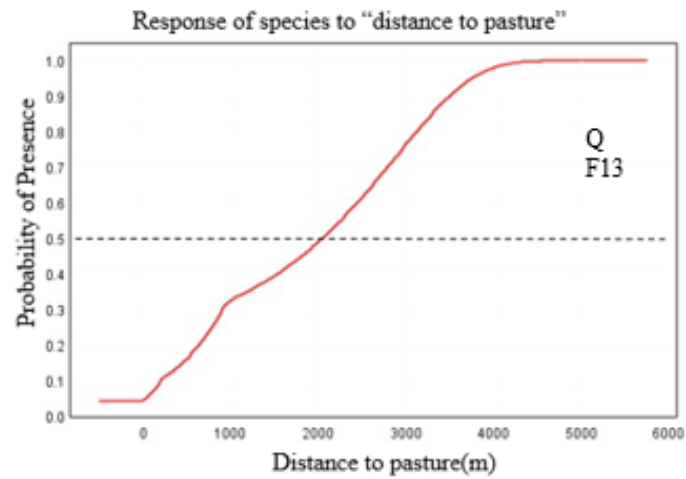 Response of species to “distance to pasture”
Probability of Presence
1.0
0.9
0.8
0.7
0.6
0.5
0.4
0.3
0.2
0.1
0.0
Q
F13
0 1000 2000 3000 4000 5000 6000
Distance to pasture(m)